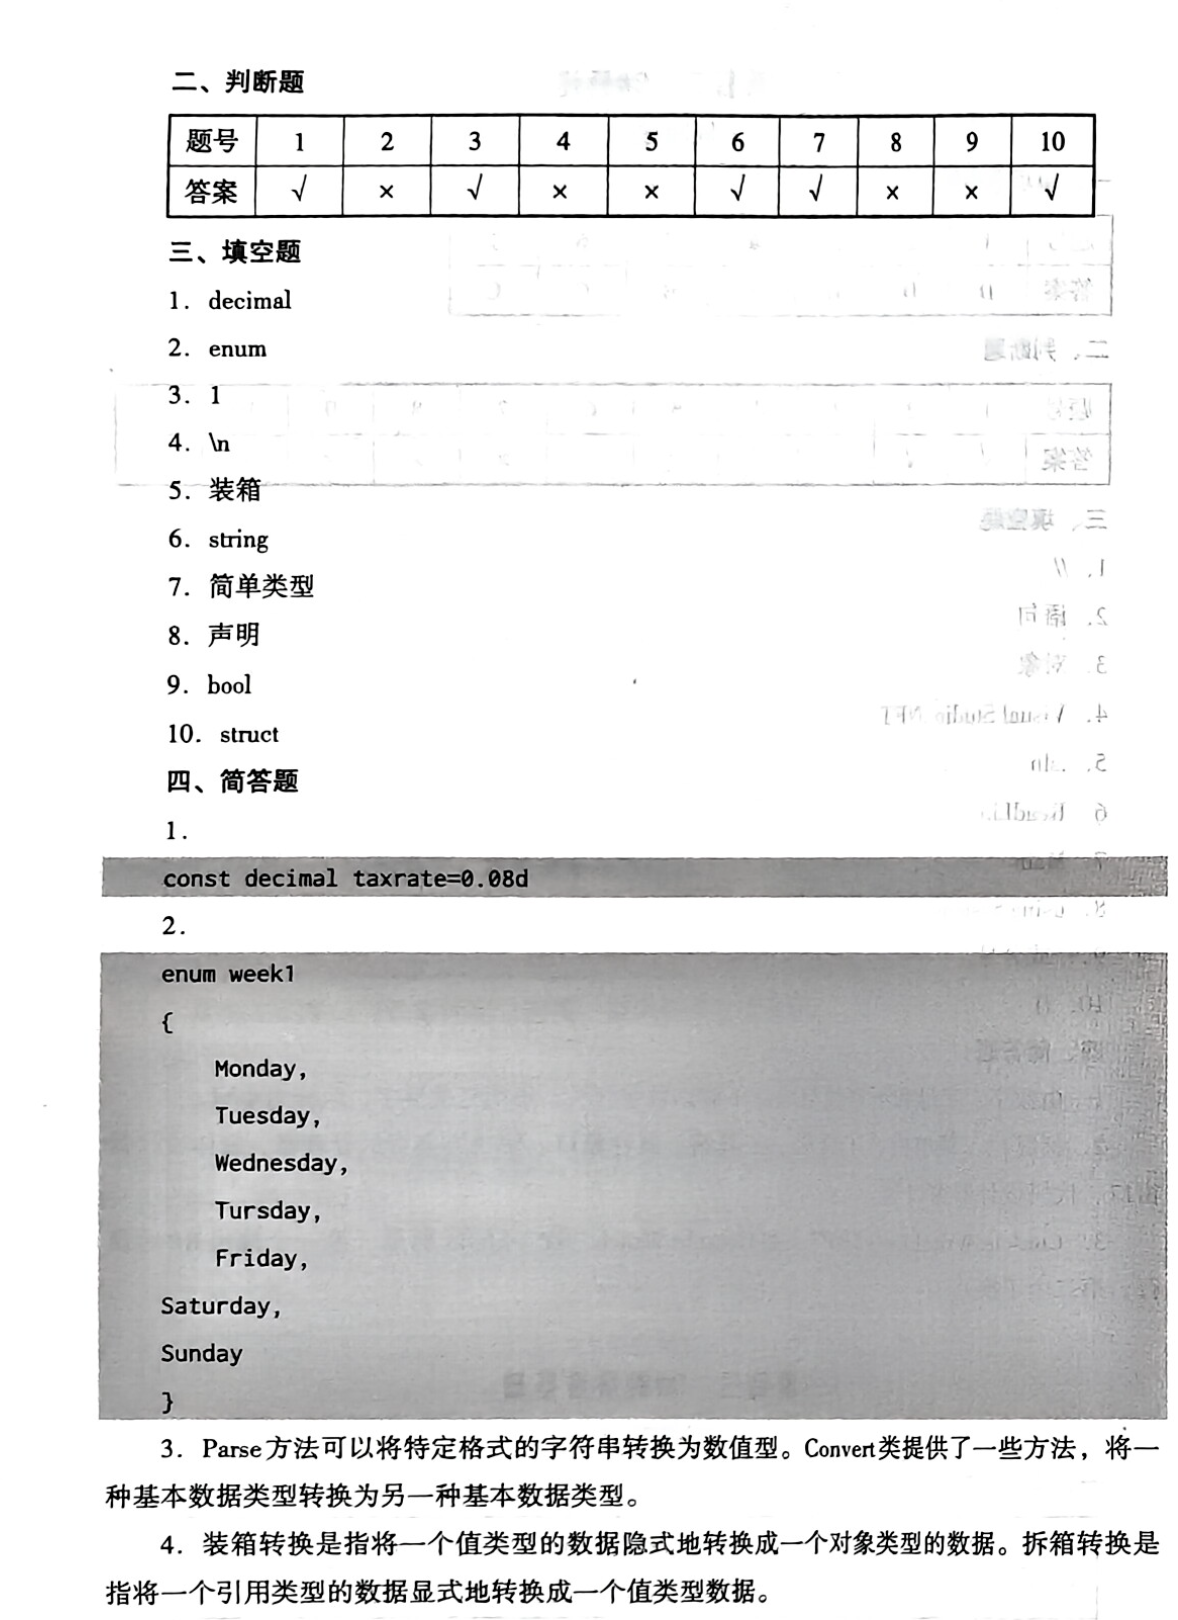 二、判断题
题号 1 2 3 4 5 6 7 8 9 10
答案 √ × √ × × √ √ × × √
三、填空题
1. decimal
2. enum
3. 1
4. \n
5. 装箱
6. string
7. 简单类型
8. 声明
9. bool
10. struct
四、简答题
1.
const decimal taxrate=0.08d
2.
enum week1
{
Monday,
Tuesday,
Wednesday,
Tursday,
Friday,
Saturday,
Sunday
}
3. Parse方法可以将特定格式的字符串转换为数值型。Convert类提供了一些方法，将一
种基本数据类型转换为另一种基本数据类型。
4. 装箱转换是指将一个值类型的数据隐式地转换成一个对象类型的数据。拆箱转换是
指将一个引用类型的数据显式地转换成一个值类型数据。